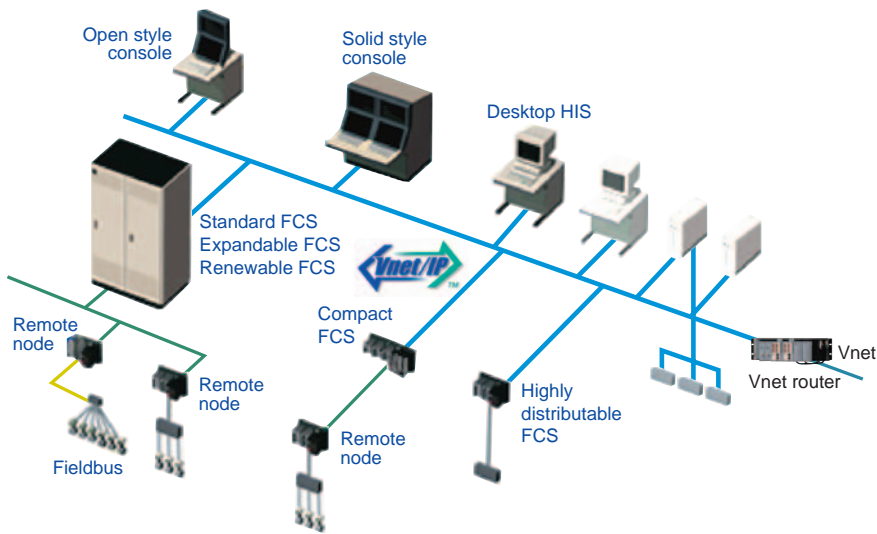 Open style
console
Solid style
console
Desktop HIS
Standard FCS
Expandable FCS
Renewable FCS
Vnet/IP
TM
Compact
FCS
Remote
node
Vnet
Vnet router
Remote
node
Highly
distributable
FCS
Remote
node
Fieldbus